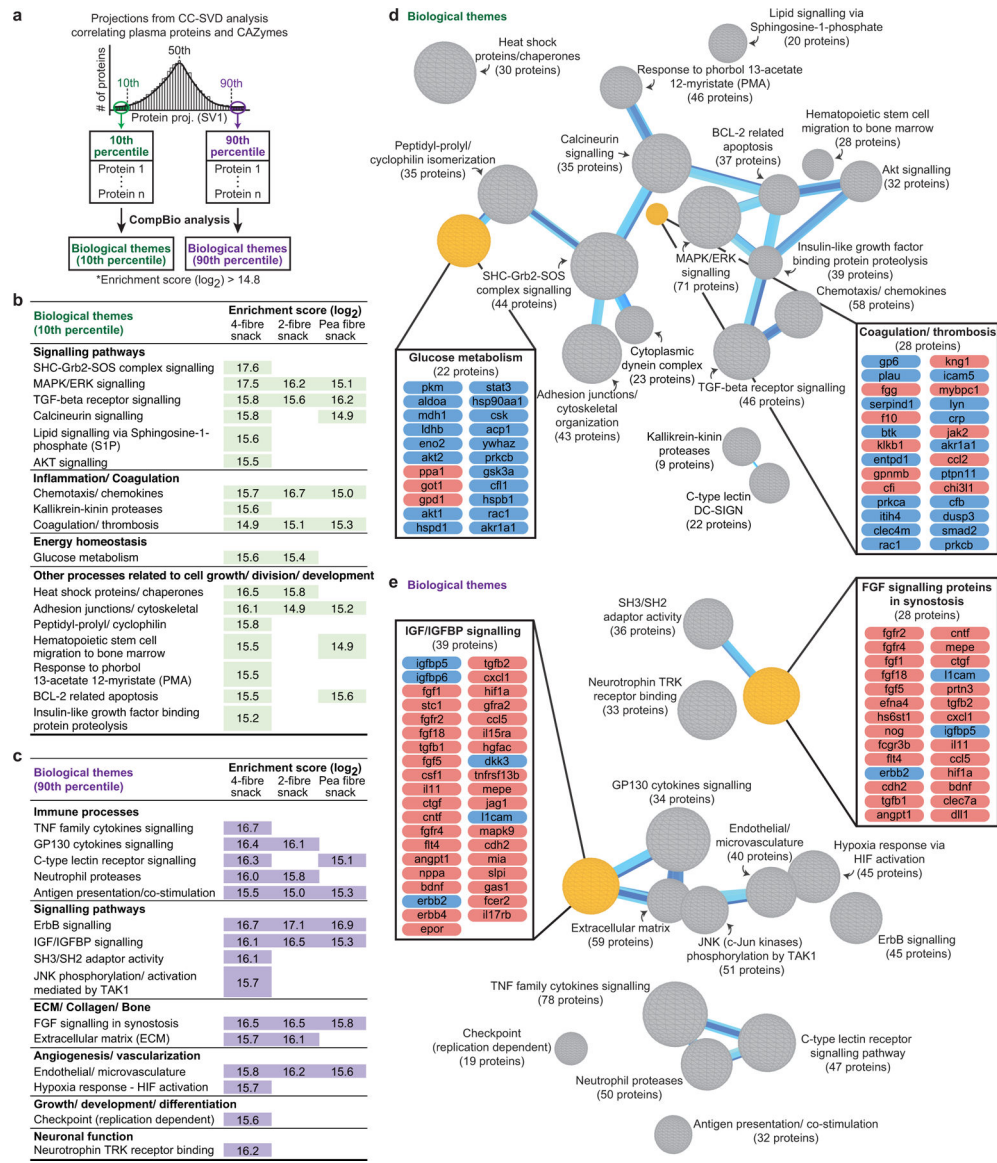 a
Projections from CC-SVD analysis
correlating plasma proteins and CAZymes
50th
10th
90th
# of proteins
Protein proj. (SV1)
10th
percentile
Protein 1
Protein n
90th
percentile
Protein 1
Protein n
CompBio analysis
Biological themes
(10th percentile)
Biological themes
(90th percentile)
*Enrichment score (log2) > 14.8
b
Biological themes
(10th percentile)
Enrichment score (log2)
4-fibre snack 2-fibre snack Pea fibre snack
Signalling pathways
SHC-Grb2-SOS complex signalling 17.6
MAPK/ERK signalling 17.5 16.2 15.1
TGF-beta receptor signalling 15.8 15.6 16.2
Calcineurin signalling 15.8 14.9
Lipid signalling via Sphingosine-1-
phosphate (S1P) 15.6
AKT signalling 15.5
Inflammation/ Coagulation
Chemotaxis/ chemokines 15.7 16.7 15.0
Kallikrein-kinin proteases 15.6
Coagulation/ thrombosis 14.9 15.1 15.3
Energy homeostasis
Glucose metabolism 15.6 15.4
Other processes related to cell growth/ division/ development
Heat shock proteins/ chaperones 16.5 15.8
Adhesion junctions/ cytoskeletal 16.1 14.9 15.2
Peptidyl-prolyl/ cyclophilin 15.8
Hematopoietic stem cell
migration to bone marrow 15.5 14.9
Response to phorbol
13-acetate 12-myristate (PMA) 15.5
BCL-2 related apoptosis 15.5 15.6
Insulin-like growth factor binding
protein proteolysis 15.2
c
Biological themes
(90th percentile)
Enrichment score (log2)
4-fibre snack 2-fibre snack Pea fibre snack
Immune processes
TNF family cytokines signalling 16.7
GP130 cytokines signalling 16.4 16.1
C-type lectin receptor signalling 16.3 15.1
Neutrophil proteases 16.0 15.8
Antigen presentation/co-stimulation 15.5 15.0 15.3
Signalling pathways
ErbB signalling 16.7 17.1 16.9
IGF/IGFBP signalling 16.1 16.5 15.3
SH3/SH2 adaptor activity 16.1
JNK phosphorylation/ activation
mediated by TAK1 15.7
ECM/ Collagen/ Bone
FGF signalling in synostosis 16.5 16.5 15.8
Extracellular matrix (ECM) 15.7 16.1
Angiogenesis/ vascularization
Endothelial/ microvasculature 15.8 16.2 15.6
Hypoxia response - HIF activation 15.7
Growth/ development/ differentiation
Checkpoint (replication dependent) 15.6
Neuronal function
Neurotrophin TRK receptor binding 16.2
d Biological themes
Heat shock
proteins/chaperones
(30 proteins)
Lipid signalling via
Sphingosine-1-phosphate
(20 proteins)
Response to phorbol 13-acetate
12-myristate (PMA)
(46 proteins)
Hematopoietic stem cell
migration to bone marrow
(28 proteins)
BCL-2 related
apoptosis
(37 proteins)
Calcineurin
signalling
(35 proteins)
Peptidyl-prolyl/
cyclophilin isomerization
(35 proteins)
Akt signalling
(32 proteins)
Insulin-like growth factor
binding protein proteolysis
(39 proteins)
MAPK/ERK
signalling
(71 proteins)
SHC-Grb2-SOS
complex signalling
(44 proteins)
Chemotaxis/ chemokines
(58 proteins)
Cytoplasmic
dynein complex
(23 proteins)
TGF-beta receptor signalling
(46 proteins)
Adhesion junctions/
cytoskeletal
organization
(43 proteins)
Kallikrein-kinin
proteases
(9 proteins)
C-type lectin
DC-SIGN
(22 proteins)
Glucose metabolism
(22 proteins)
pkm stat3
aldoa hsp90aa1
mdh1 csk
ldhb acp1
eno2 ywhaz
akt2 prkcb
ppa1 gsk3a
got1 cfl1
gpd1 hspb1
akt1 rac1
hspd1 akr1a1
Coagulation/ thrombosis
(28 proteins)
gp6 kng1
plau icam5
fgg mybpc1
serpind1 lyn
f10 crp
btk jak2
klkb1 akr1a1
entpd1 ccl2
gpnmb ptpn11
cfi chi3l1
prkca cfb
itih4 dusp3
clec4m smad2
rac1 prkcb
e Biological themes
IGF/IGFBP signalling
(39 proteins)
igfbp5 tgfb2
igfbp6 cxcl1
fgf1 hif1a
stc1 gfra2
fgfr2 ccl5
fgf18 il15ra
tgfb1 hgfac
fgf5 dkk3
csf1 tnfrsf13b
il11 mepe
ctgf jag1
cntf l1cam
fgfr4 mapk9
flt4 cdh2
angpt1 mia
nppa slpi
bdnf gas1
erbb2 fcer2
erbb4 il17rb
epor
SH3/SH2
adaptor activity
(36 proteins)
Neurotrophin TRK
receptor binding
(33 proteins)
FGF signalling proteins
in synostosis
(28 proteins)
fgfr2 cntf
fgfr4 mepe
fgf1 ctgf
fgf18 l1cam
fgf5 prtn3
efna4 tgfb2
hs6st1 cxcl1
nog igfbp5
fcgr3b il11
flt4 ccl5
erbb2 hif1a
cdh2 bdnf
tgfb1 clec7a
angpt1 dll1
GP130 cytokines signalling
(34 proteins)
Endothelial/
microvasculature
(40 proteins)
Hypoxia response via
HIF activation
(45 proteins)
Extracellular matrix
(59 proteins)
JNK (c-Jun kinases)
phosphorylation by TAK1
(51 proteins)
ErbB signalling
(45 proteins)
TNF family cytokines signalling
(78 proteins)
Checkpoint
(replication dependent)
(19 proteins)
C-type lectin receptor
signalling pathway
(47 proteins)
Neutrophil proteases
(50 proteins)
Antigen presentation/ co-stimulation
(32 proteins)